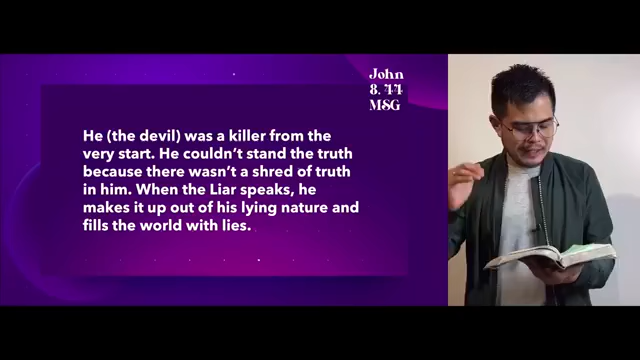 John
8. 44
MSG
He (the devil) was a killer from the
very start. He couldn't stand the truth
because there wasn't a shred of truth
in him. When the Liar speaks, he
makes it up out of his lying nature and
fills the world with lies.